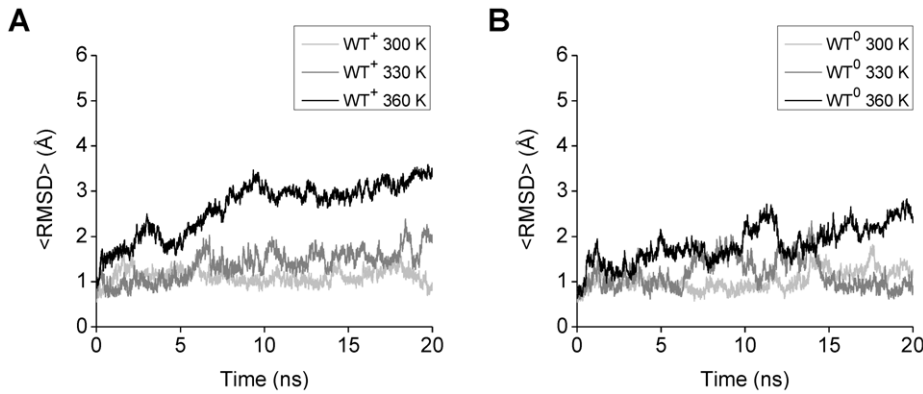 A
WT⁺ 300 K
WT⁺ 330 K
WT⁺ 360 K
<RMSD> (Å)
6
5
4
3
2
1
0
0 5 10 15 20
Time (ns)
B
WT⁰ 300 K
WT⁰ 330 K
WT⁰ 360 K
<RMSD> (Å)
6
5
4
3
2
1
0
0 5 10 15 20
Time (ns)